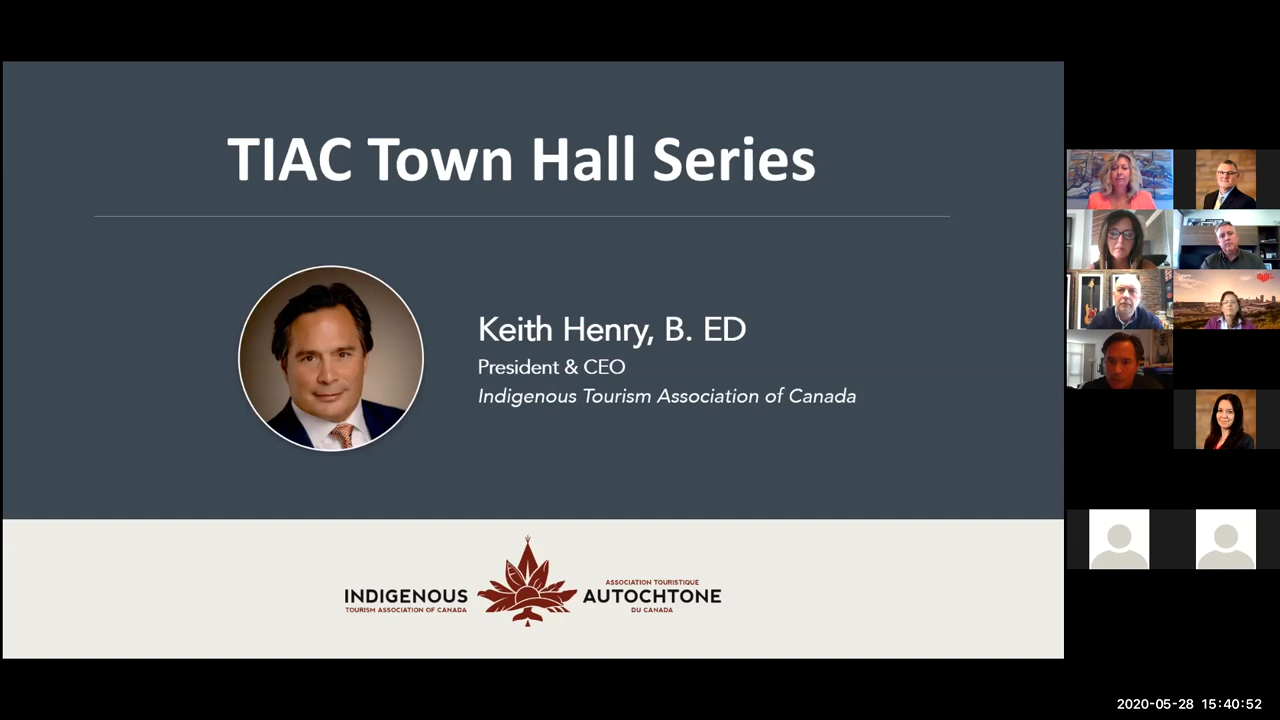 TIAC Town Hall Series
Keith Henry, B. ED
President & CEO
Indigenous Tourism Association of Canada
INDIGENOUS
TOURISM ASSOCIATION OF CANADA
ASSOCIATION TOURISTIQUE
AUTOCHTONE
DU CANADA
2020-05-28 15:40:52